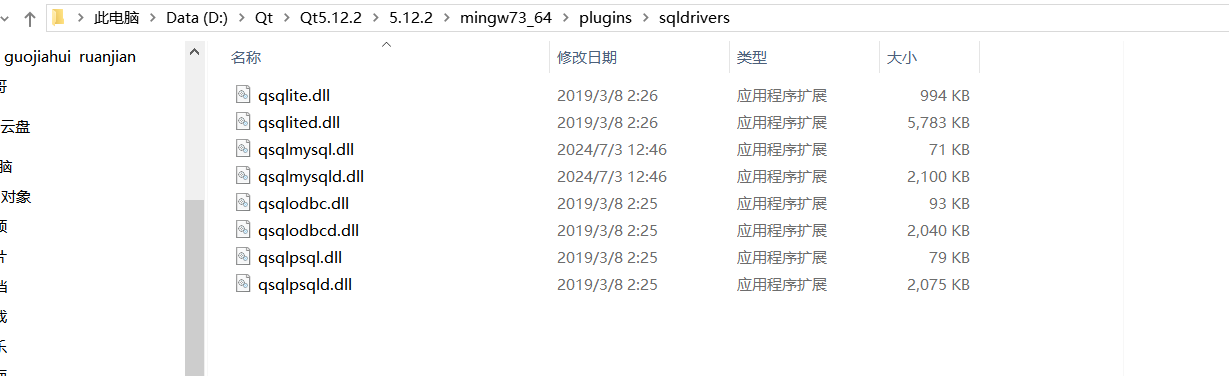 此电脑 > Data (D:) > Qt > Qt5.12.2 > 5.12.2 > mingw73_64 > plugins > sqldrivers
guojiahui ruanjian
云盘
脑
对象
乐
名称 修改日期 类型 大小
qsqlite.dll 2019/3/8 2:26 应用程序扩展 994 KB
qsqlited.dll 2019/3/8 2:26 应用程序扩展 5,783 KB
qsqlmysql.dll 2024/7/3 12:46 应用程序扩展 71 KB
qsqlmysqld.dll 2024/7/3 12:46 应用程序扩展 2,100 KB
qsqlodbc.dll 2019/3/8 2:25 应用程序扩展 93 KB
qsqlodbcd.dll 2019/3/8 2:25 应用程序扩展 2,040 KB
qsqlpsql.dll 2019/3/8 2:25 应用程序扩展 79 KB
qsqlpsqld.dll 2019/3/8 2:25 应用程序扩展 2,075 KB